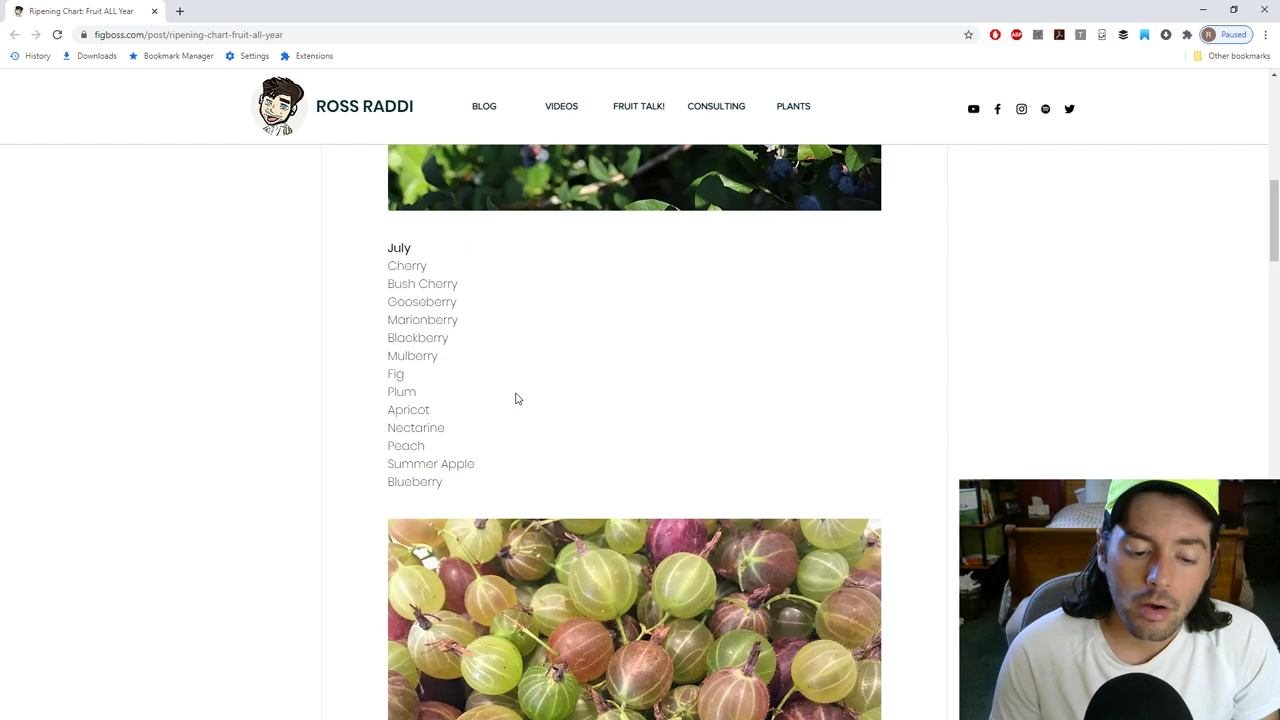 Ripening Chart: Fruit ALL Year
figboss.com/post/ripening-chart-fruit-all-year
R Paused
History Downloads Bookmark Manager Settings Extensions Other bookmarks
ROSS RADDI BLOG VIDEOS FRUIT TALK! CONSULTING PLANTS
July
Cherry
Bush Cherry
Gooseberry
Marionberry
Blackberry
Mulberry
Fig
Plum
Apricot
Nectarine
Peach
Summer Apple
Blueberry